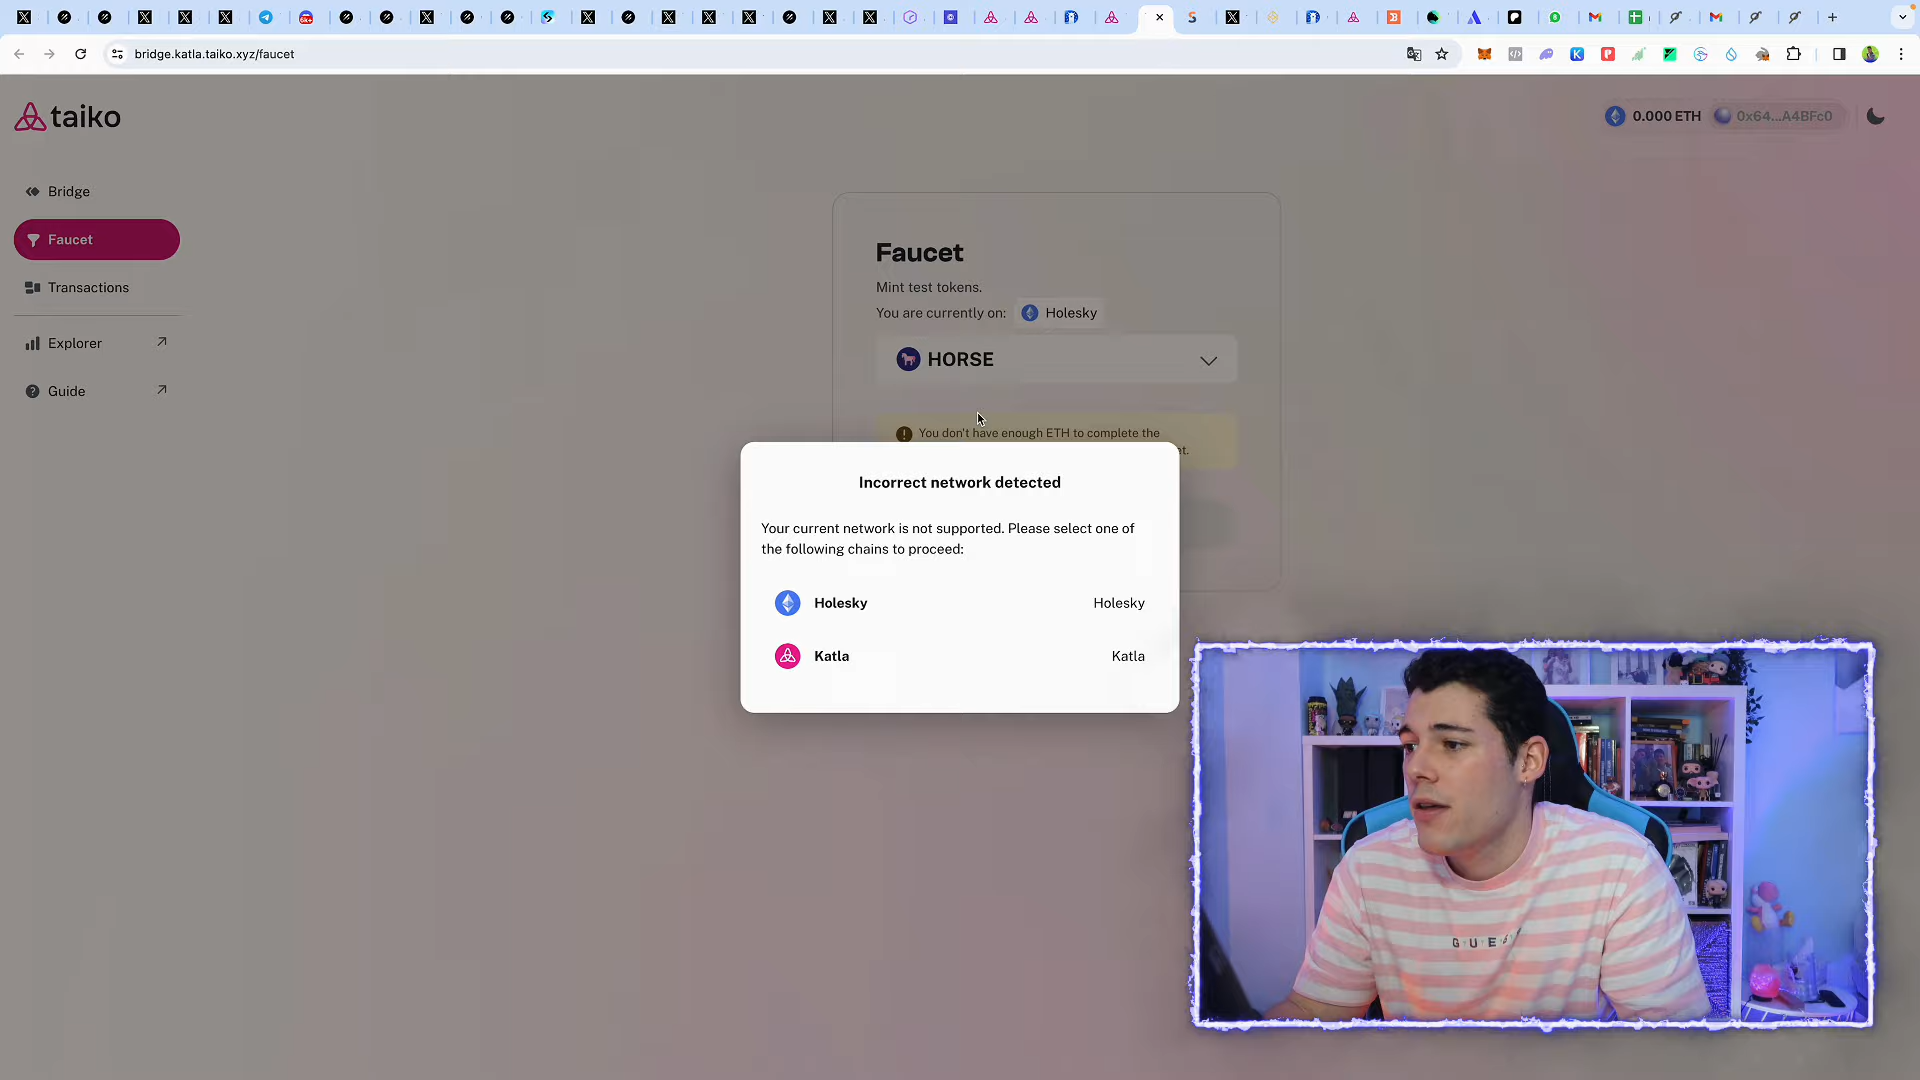 bridge.katla.taiko.xyz/faucet
taiko
0.000 ETH
0x64...A4BFc0
Bridge
Faucet
Transactions
Explorer
Guide
Faucet
Mint test tokens.
You are currently on: Holesky
HORSE
You don't have enough ETH to complete the
et.
Incorrect network detected
Your current network is not supported. Please select one of
the following chains to proceed:
Holesky Holesky
Katla Katla
GUES